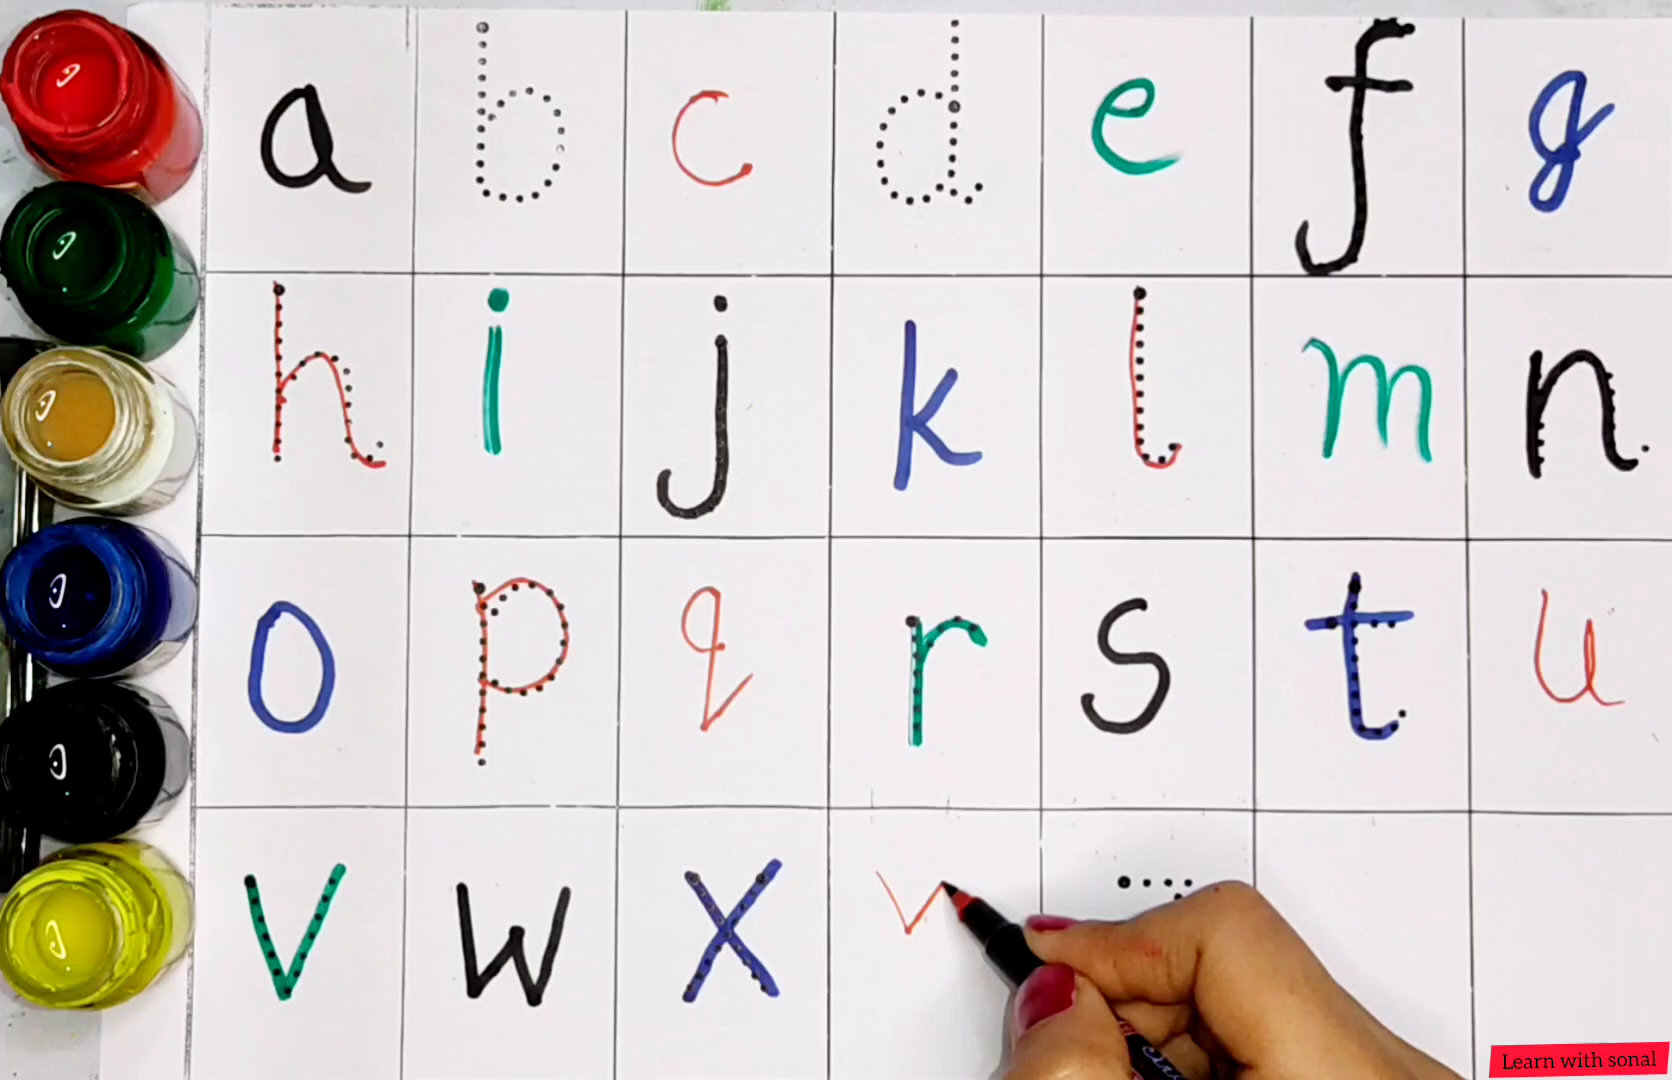 a b c d e f g
h i j k l m n
o p q r s t u
v w x
Learn with sonal